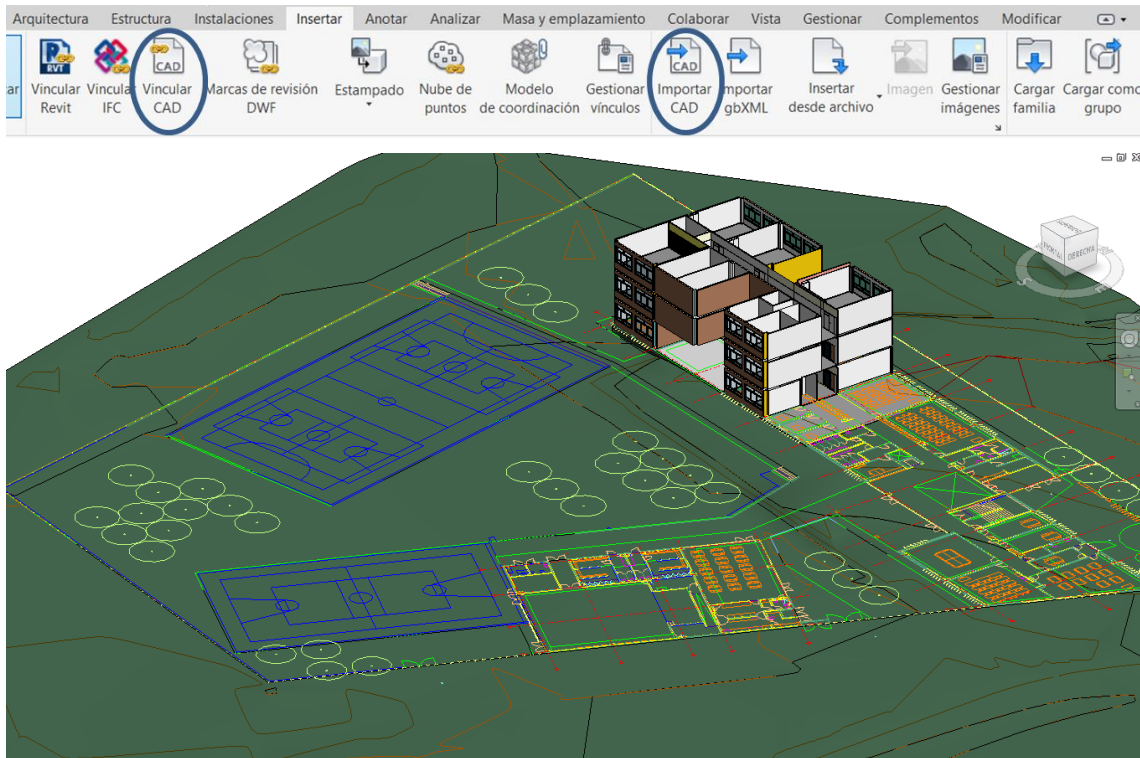 Arquitectura Estructura Instalaciones Insertar Anotar Analizar Masa y emplazamiento Colaborar Vista Gestionar Complementos Modificar
RVT CAD CAD
ar Vincular Vincular Vincular Marcas de revisión Estampado Nube de Modelo Gestionar Importar mportar Insertar Imagen Gestionar Cargar Cargar como
Revit IFC CAD DWF puntos de coordinación vínculos CAD gbXML desde archivo imágenes familia grupo
DERECHA